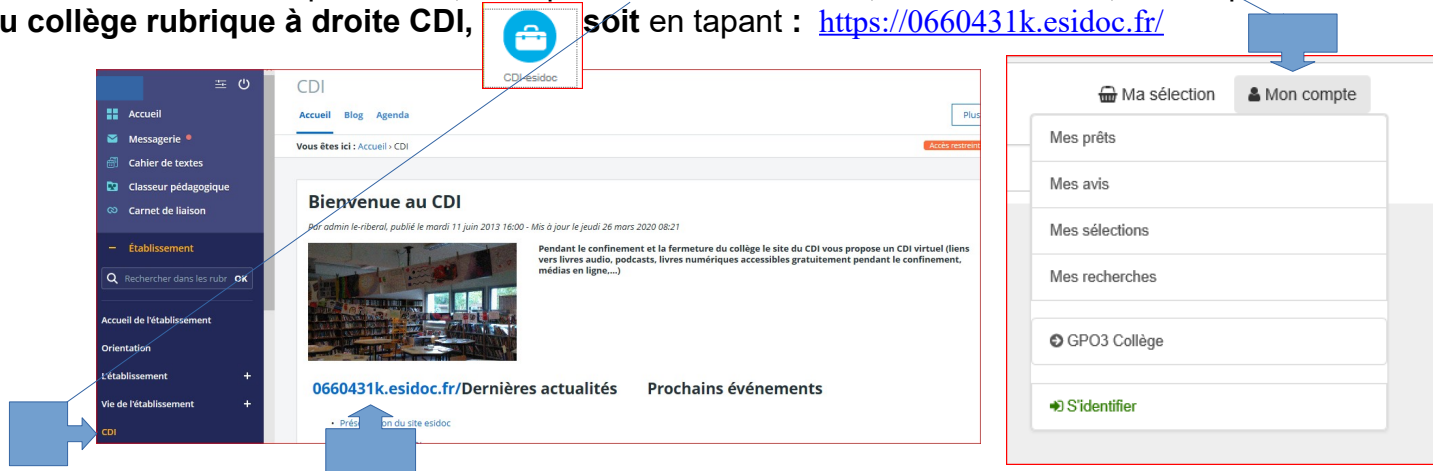 u collège rubrique à droite CDI, soit en tapant : https://0660431k.esidoc.fr/
CDI-esidoc
Accueil
Messagerie
Cahier de textes
Classeur pédagogique
Carnet de liaison
Établissement
Rechercher dans les rubr OK
Accueil de l'établissement
Orientation
L'établissement +
Vie de l'établissement +
CDI
CDI
Accueil Blog Agenda
Plus
Vous êtes ici : Accueil › CDI
Accès restreint
Bienvenue au CDI
Par admin le-riberal, publié le mardi 11 juin 2013 16:00 - Mis à jour le jeudi 26 mars 2020 08:21
Pendant le confinement et la fermeture du collège le site du CDI vous propose un CDI virtuel (liens
vers livres audio, podcasts, livres numériques accessibles gratuitement pendant le confinement,
médias en ligne,...)
0660431k.esidoc.fr/Dernières actualités Prochains événements
du site esidoc
Ma sélection Mon compte
Mes prêts
Mes avis
Mes sélections
Mes recherches
GPO3 Collège
S'identifier